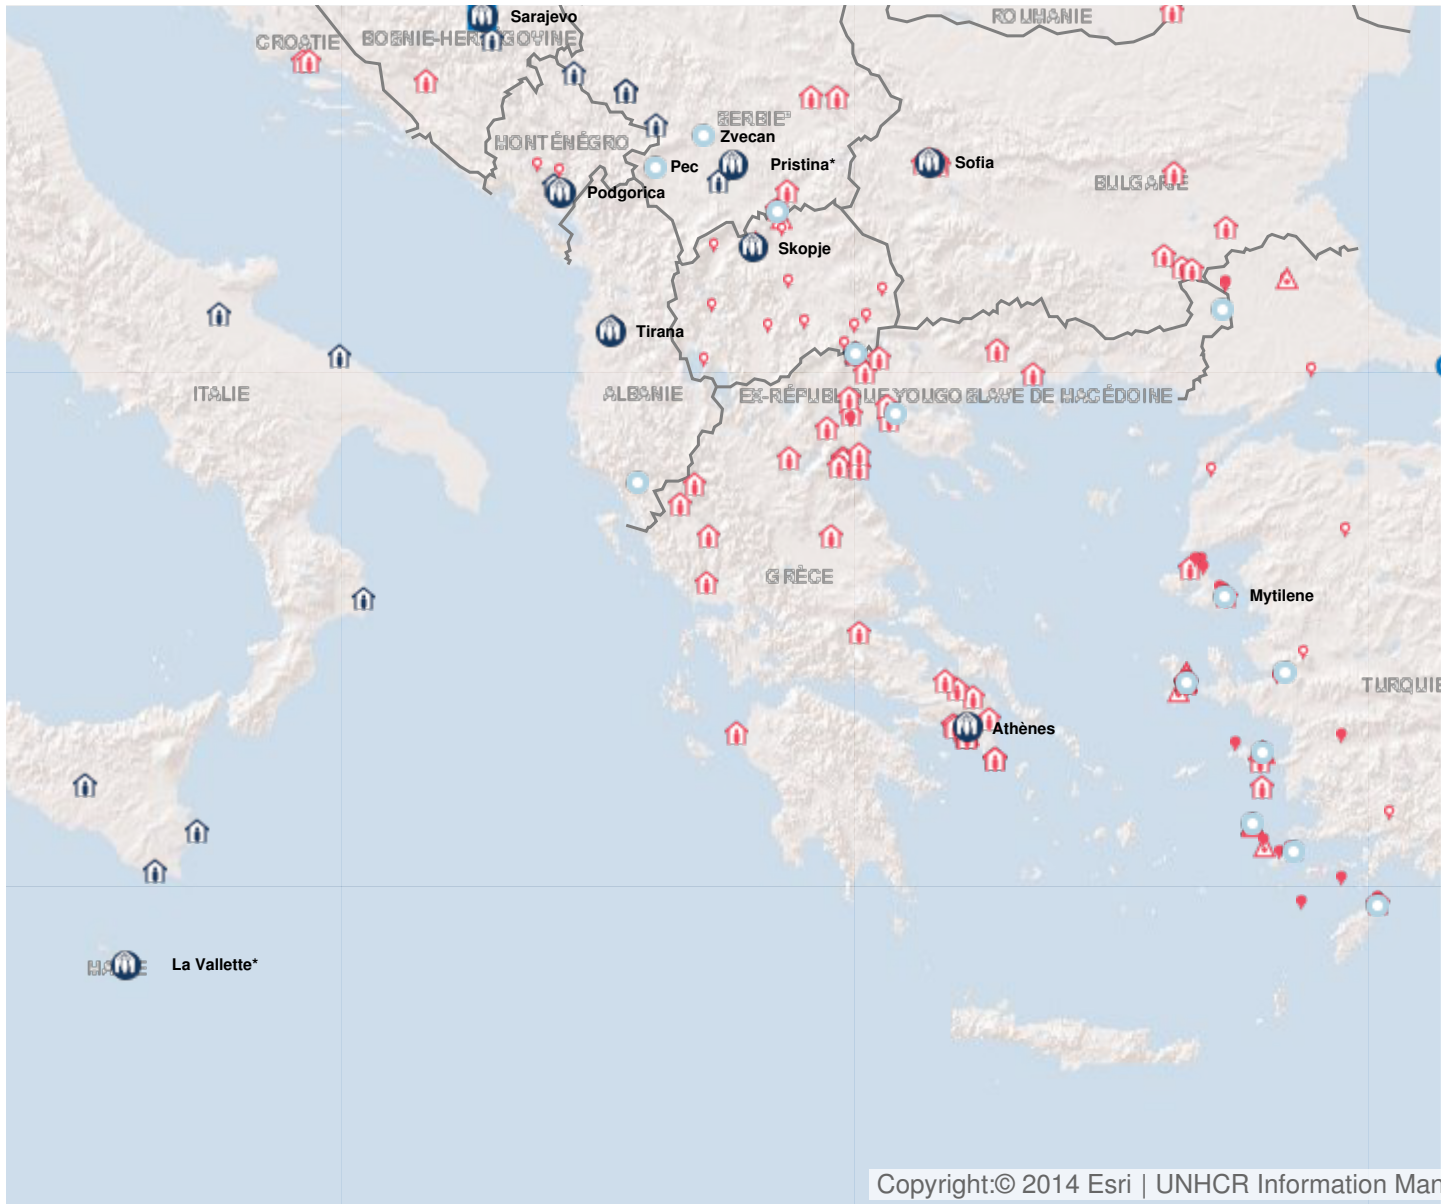 ROUMANIE
Sarajevo
CROATIE
BOSNIE-HERZÉGOVINE
SERBIE*
Zvecan
MONTÉNÉGRO
Pec
Pristina*
Sofia
BULGARIE
Podgorica
Skopje
Tirana
ITALIE
ALBANIE
EX-RÉPUBLIQUE YOUGOSLAVE DE MACÉDOINE
GRÈCE
Mytilene
TURQUIE
Athènes
La Vallette*
Copyright:© 2014 Esri | UNHCR Information Man